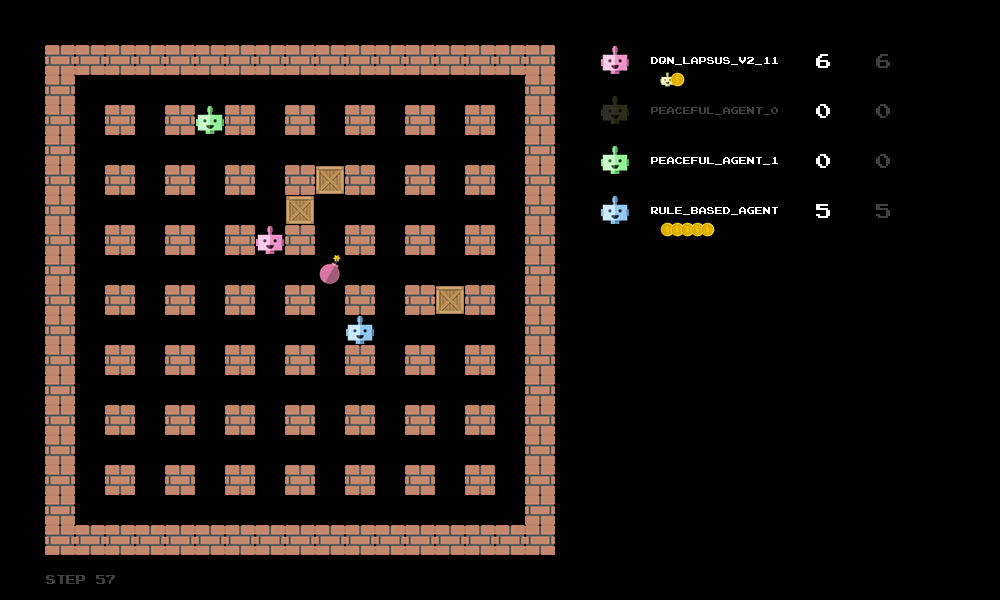 DQN_LAPSUS_V2_11 6 6
PEACEFUL_AGENT_0 0 0
PEACEFUL_AGENT_1 0 0
RULE_BASED_AGENT 5 5
STEP 57